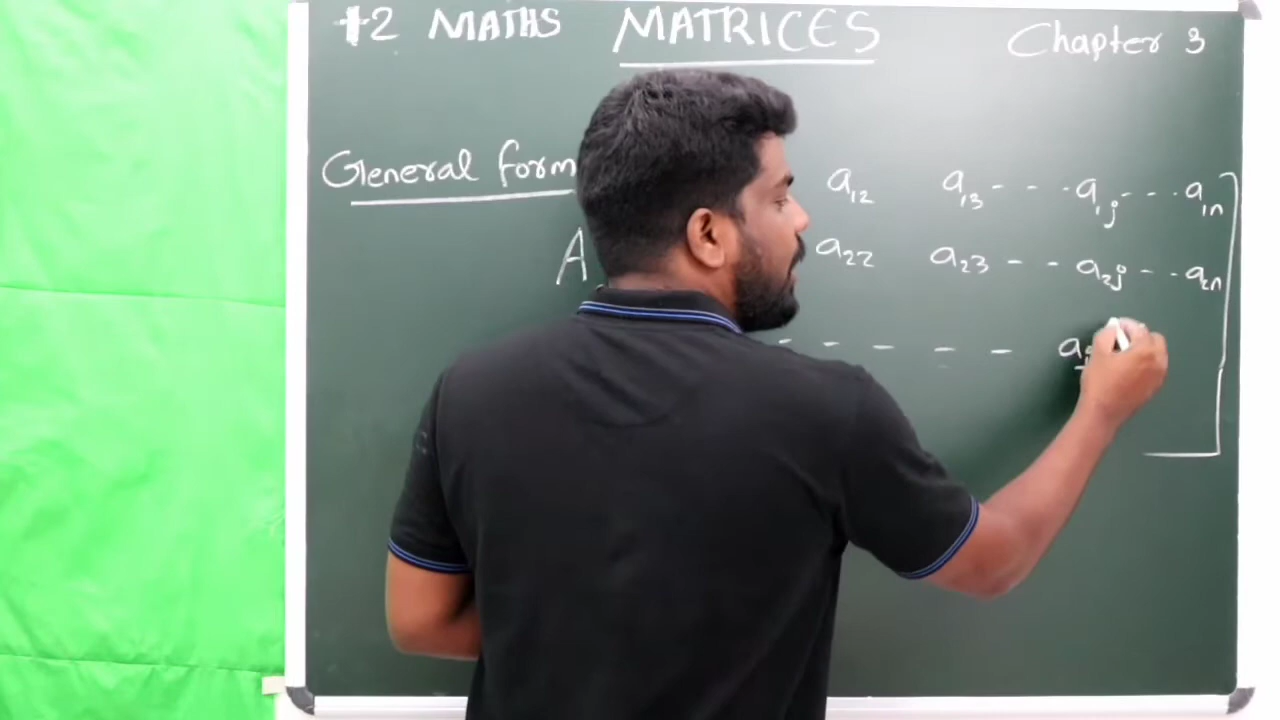 +2 MATHS MATRICES Chapter 3
General form
A a12 a13 - - - a1j - - - a1n
a22 a23 - - a2j - - a2n
- - - - - a